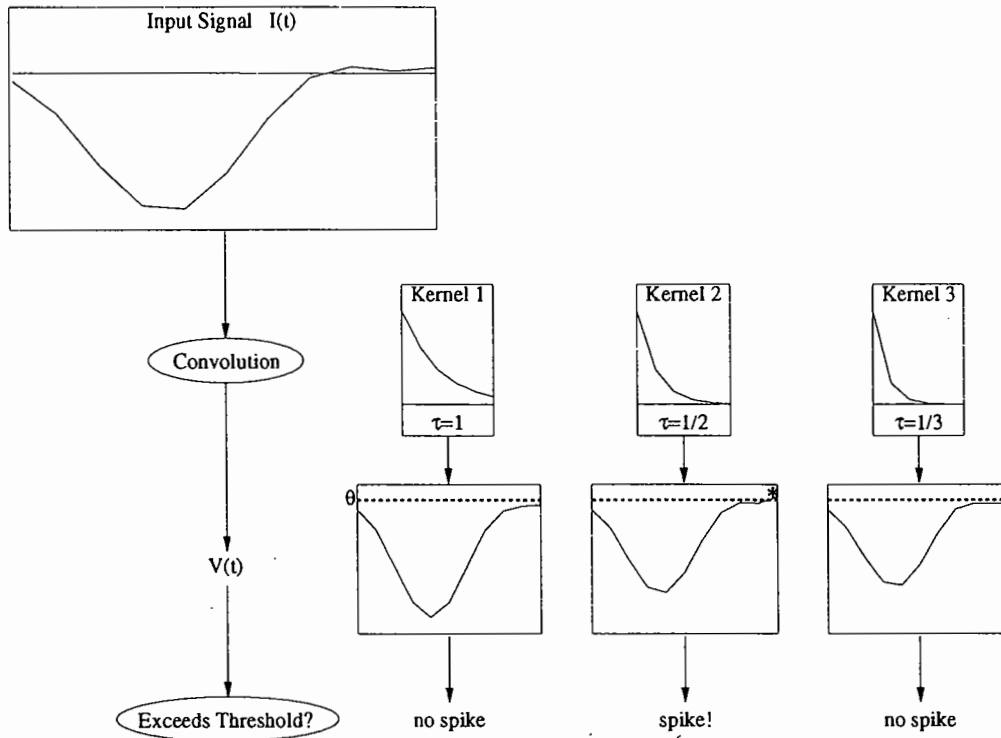 Input Signal I(t)
Kernel 1
Kernel 2
Kernel 3
Convolution
τ=1
τ=1/2
τ=1/3
θ
*
V(t)
Exceeds Threshold?
no spike
spike!
no spike